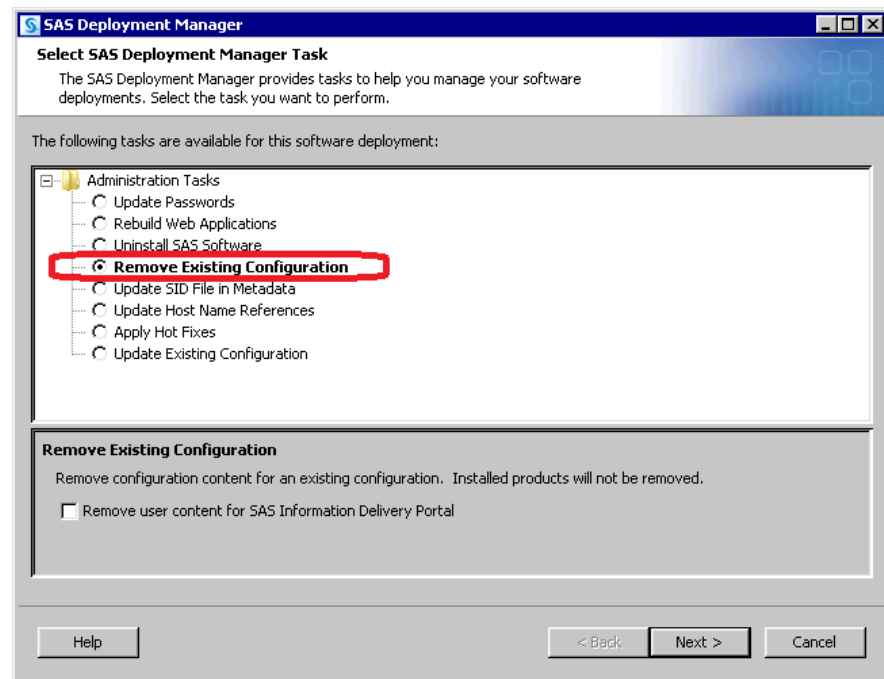 SAS Deployment Manager
Select SAS Deployment Manager Task
The SAS Deployment Manager provides tasks to help you manage your software
deployments. Select the task you want to perform.
The following tasks are available for this software deployment:
Administration Tasks
Update Passwords
Rebuild Web Applications
Uninstall SAS Software
Remove Existing Configuration
Update SID File in Metadata
Update Host Name References
Apply Hot Fixes
Update Existing Configuration
Remove Existing Configuration
Remove configuration content for an existing configuration. Installed products will not be removed.
Remove user content for SAS Information Delivery Portal
Help
< Back
Next >
Cancel